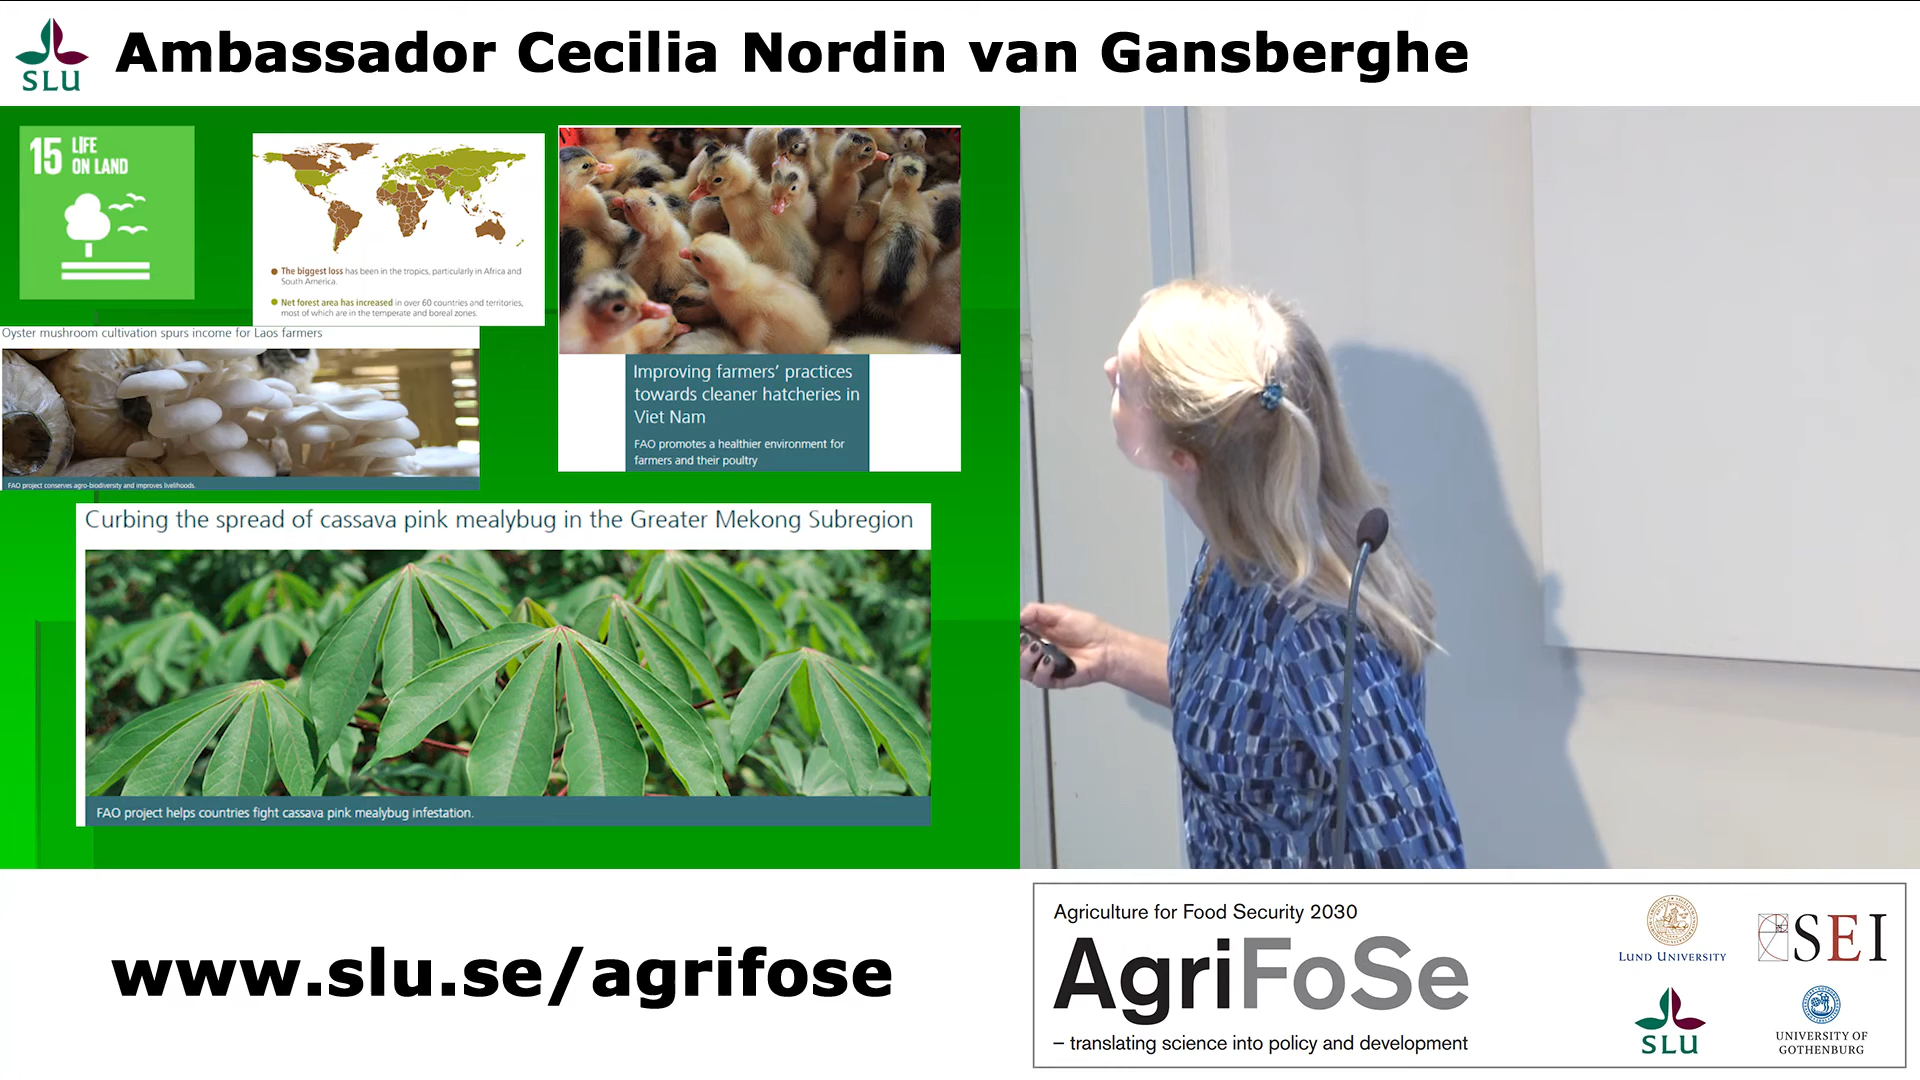 SLU
Ambassador Cecilia Nordin van Gansberghe
15 LIFE
ON LAND
The biggest loss has been in the tropics, particularly in Africa and
South America.
Net forest area has increased in over 60 countries and territories,
most of which are in the temperate and boreal zones.
Oyster mushroom cultivation spurs income for Laos farmers
FAO project conserves agro-biodiversity and improves livelihoods.
Improving farmers’ practices
towards cleaner hatcheries in
Viet Nam
FAO promotes a healthier environment for
farmers and their poultry
Curbing the spread of cassava pink mealybug in the Greater Mekong Subregion
FAO project helps countries fight cassava pink mealybug infestation.
www.slu.se/agrifose
Agriculture for Food Security 2030
AgriFoSe
– translating science into policy and development
LUND UNIVERSITY
SEI
SLU
UNIVERSITY OF
GOTHENBURG